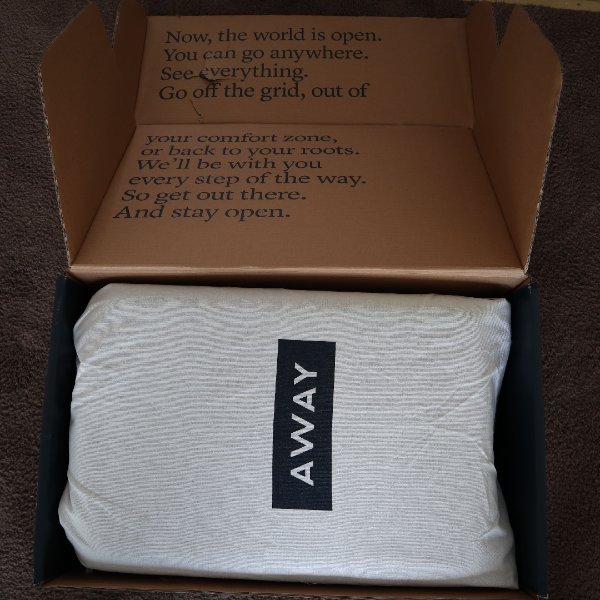 Now, the world is open.
You can go anywhere.
See everything.
Go off the grid, out of
your comfort zone,
or back to your roots.
We'll be with you
every step of the way.
So get out there.
And stay open.
AWAY